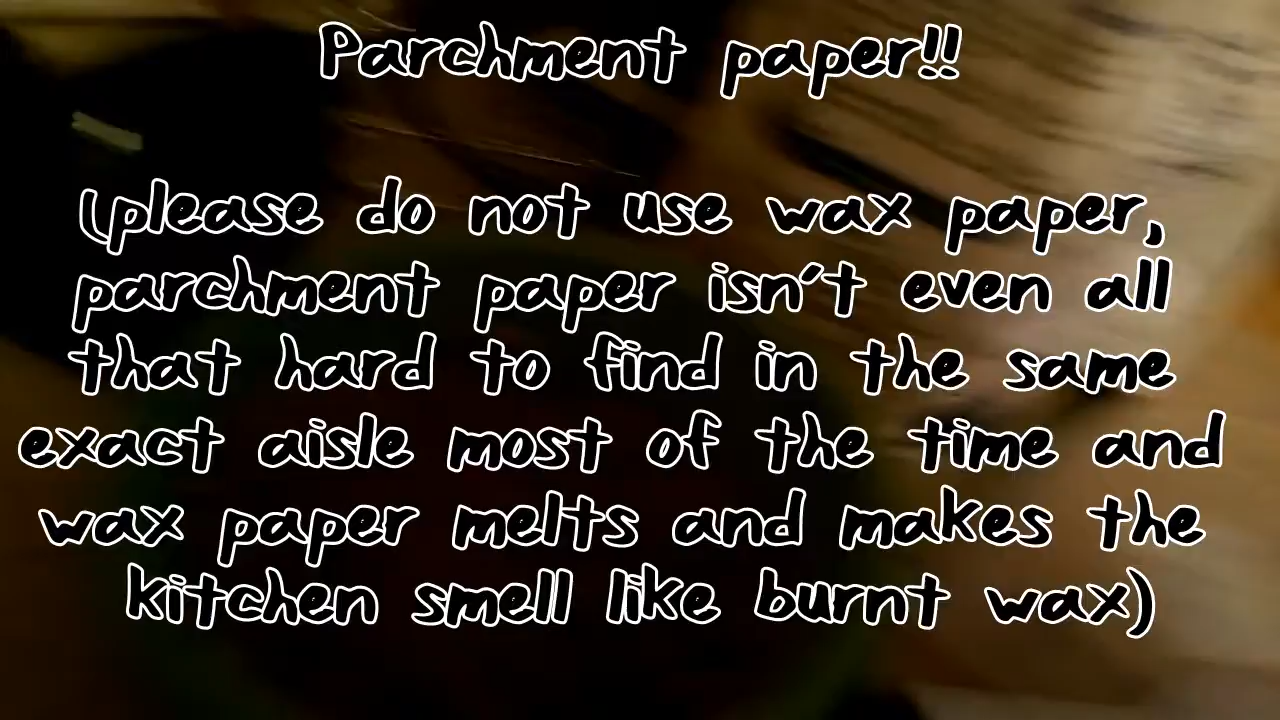 Parchment paper!!
(please do not use wax paper,
parchment paper isn't even all
that hard to find in the same
exact aisle most of the time and
wax paper melts and makes the
kitchen smell like burnt wax)